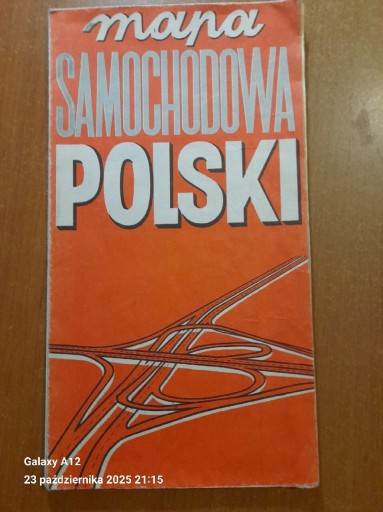 mapa
SAMOCHODOWA
POLSKI
Galaxy A12
23 października 2025 21:15